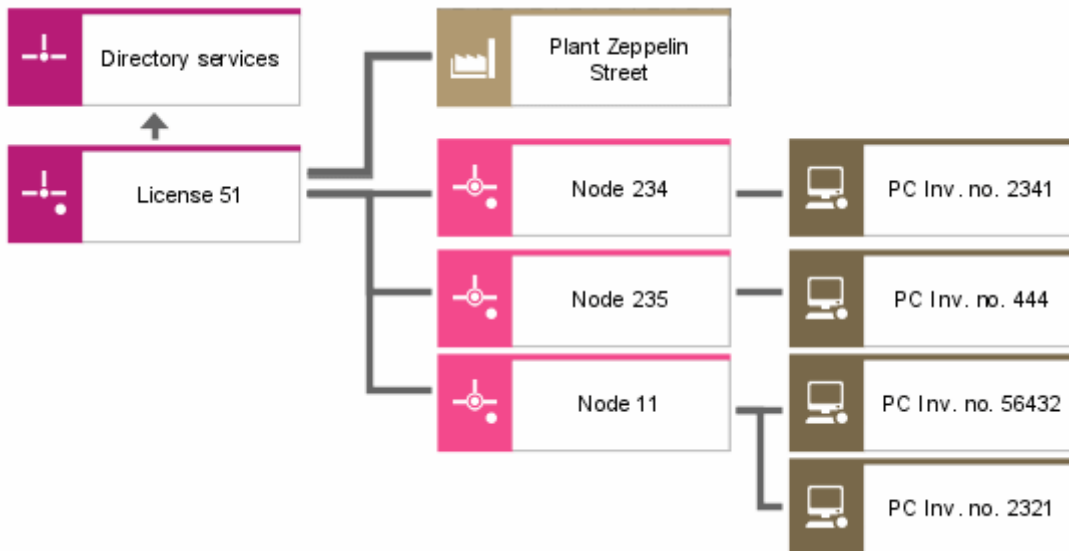 Directory services
Plant Zeppelin
Street
License 51
Node 234
PC Inv. no. 2341
Node 235
PC Inv. no. 444
Node 11
PC Inv. no. 56432
PC Inv. no. 2321